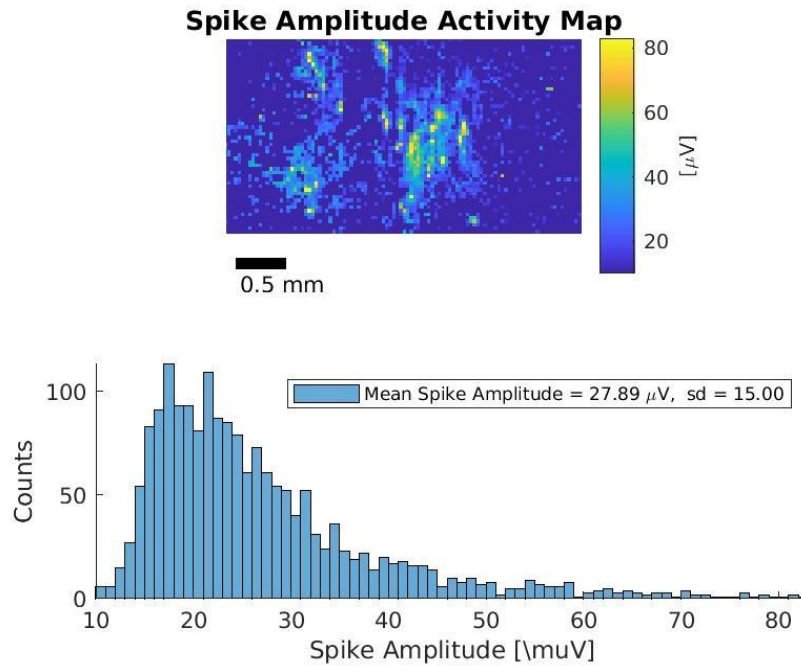 Spike Amplitude Activity Map
80
60
40
20
[μV]
0.5 mm
100
50
0
Counts
Mean Spike Amplitude = 27.89 μV, sd = 15.00
10 20 30 40 50 60 70 80
Spike Amplitude [\muV]